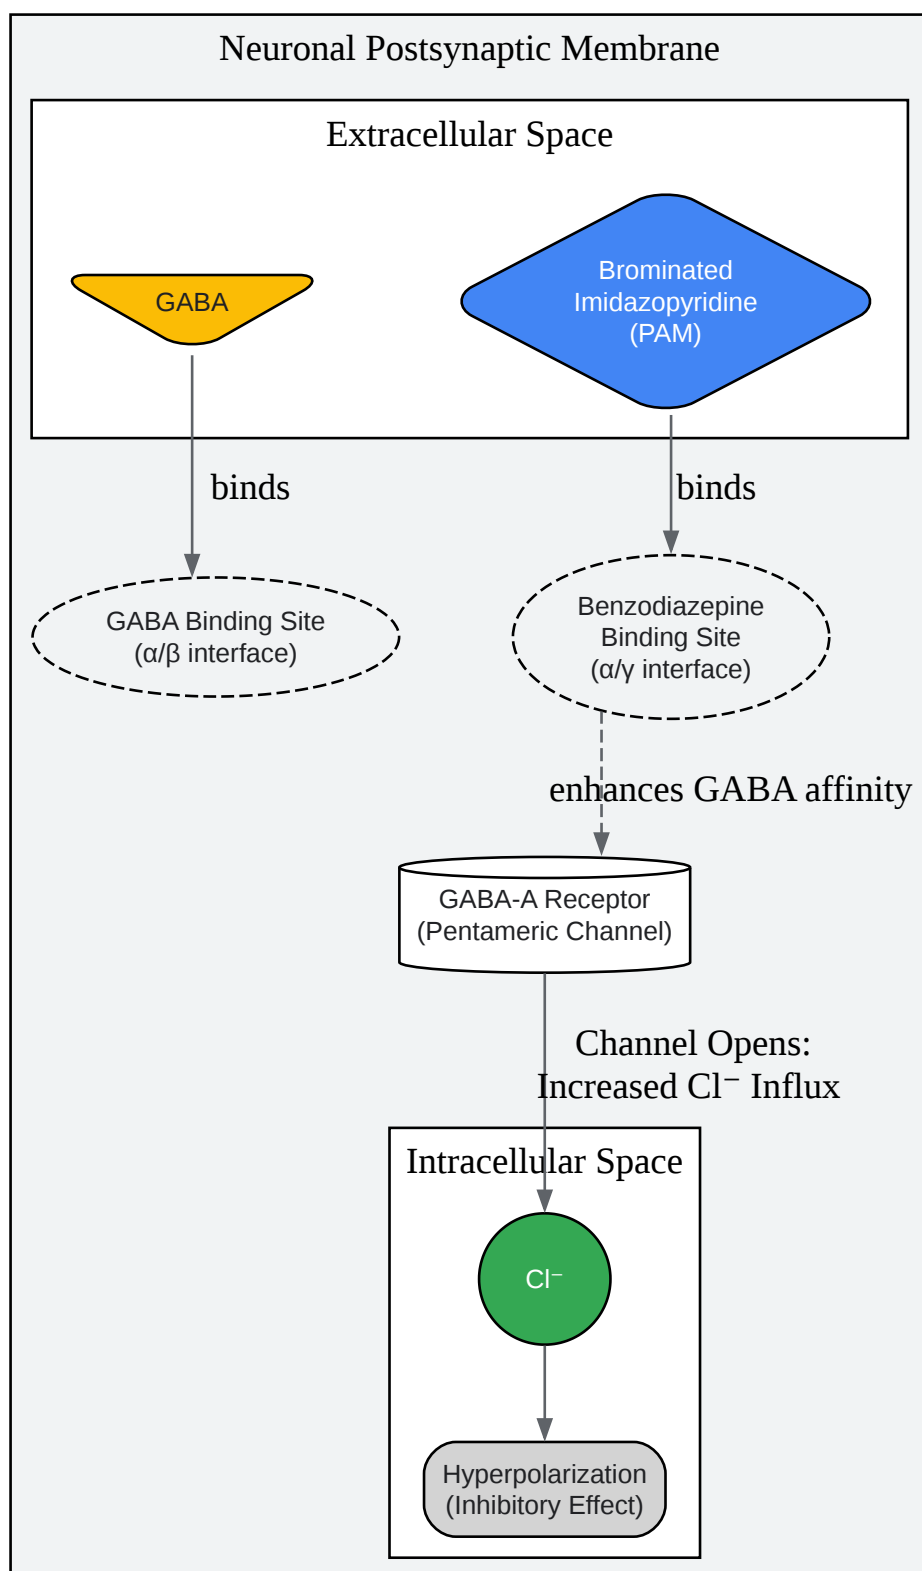 Neuronal Postsynaptic Membrane
Extracellular Space
GABA
Brominated
Imidazopyridine
(PAM)
binds
binds
GABA Binding Site
(α/β interface)
Benzodiazepine
Binding Site
(α/γ interface)
enhances GABA affinity
GABA-A Receptor
(Pentameric Channel)
Channel Opens:
Increased Cl⁻ Influx
Intracellular Space
Cl⁻
Hyperpolarization
(Inhibitory Effect)